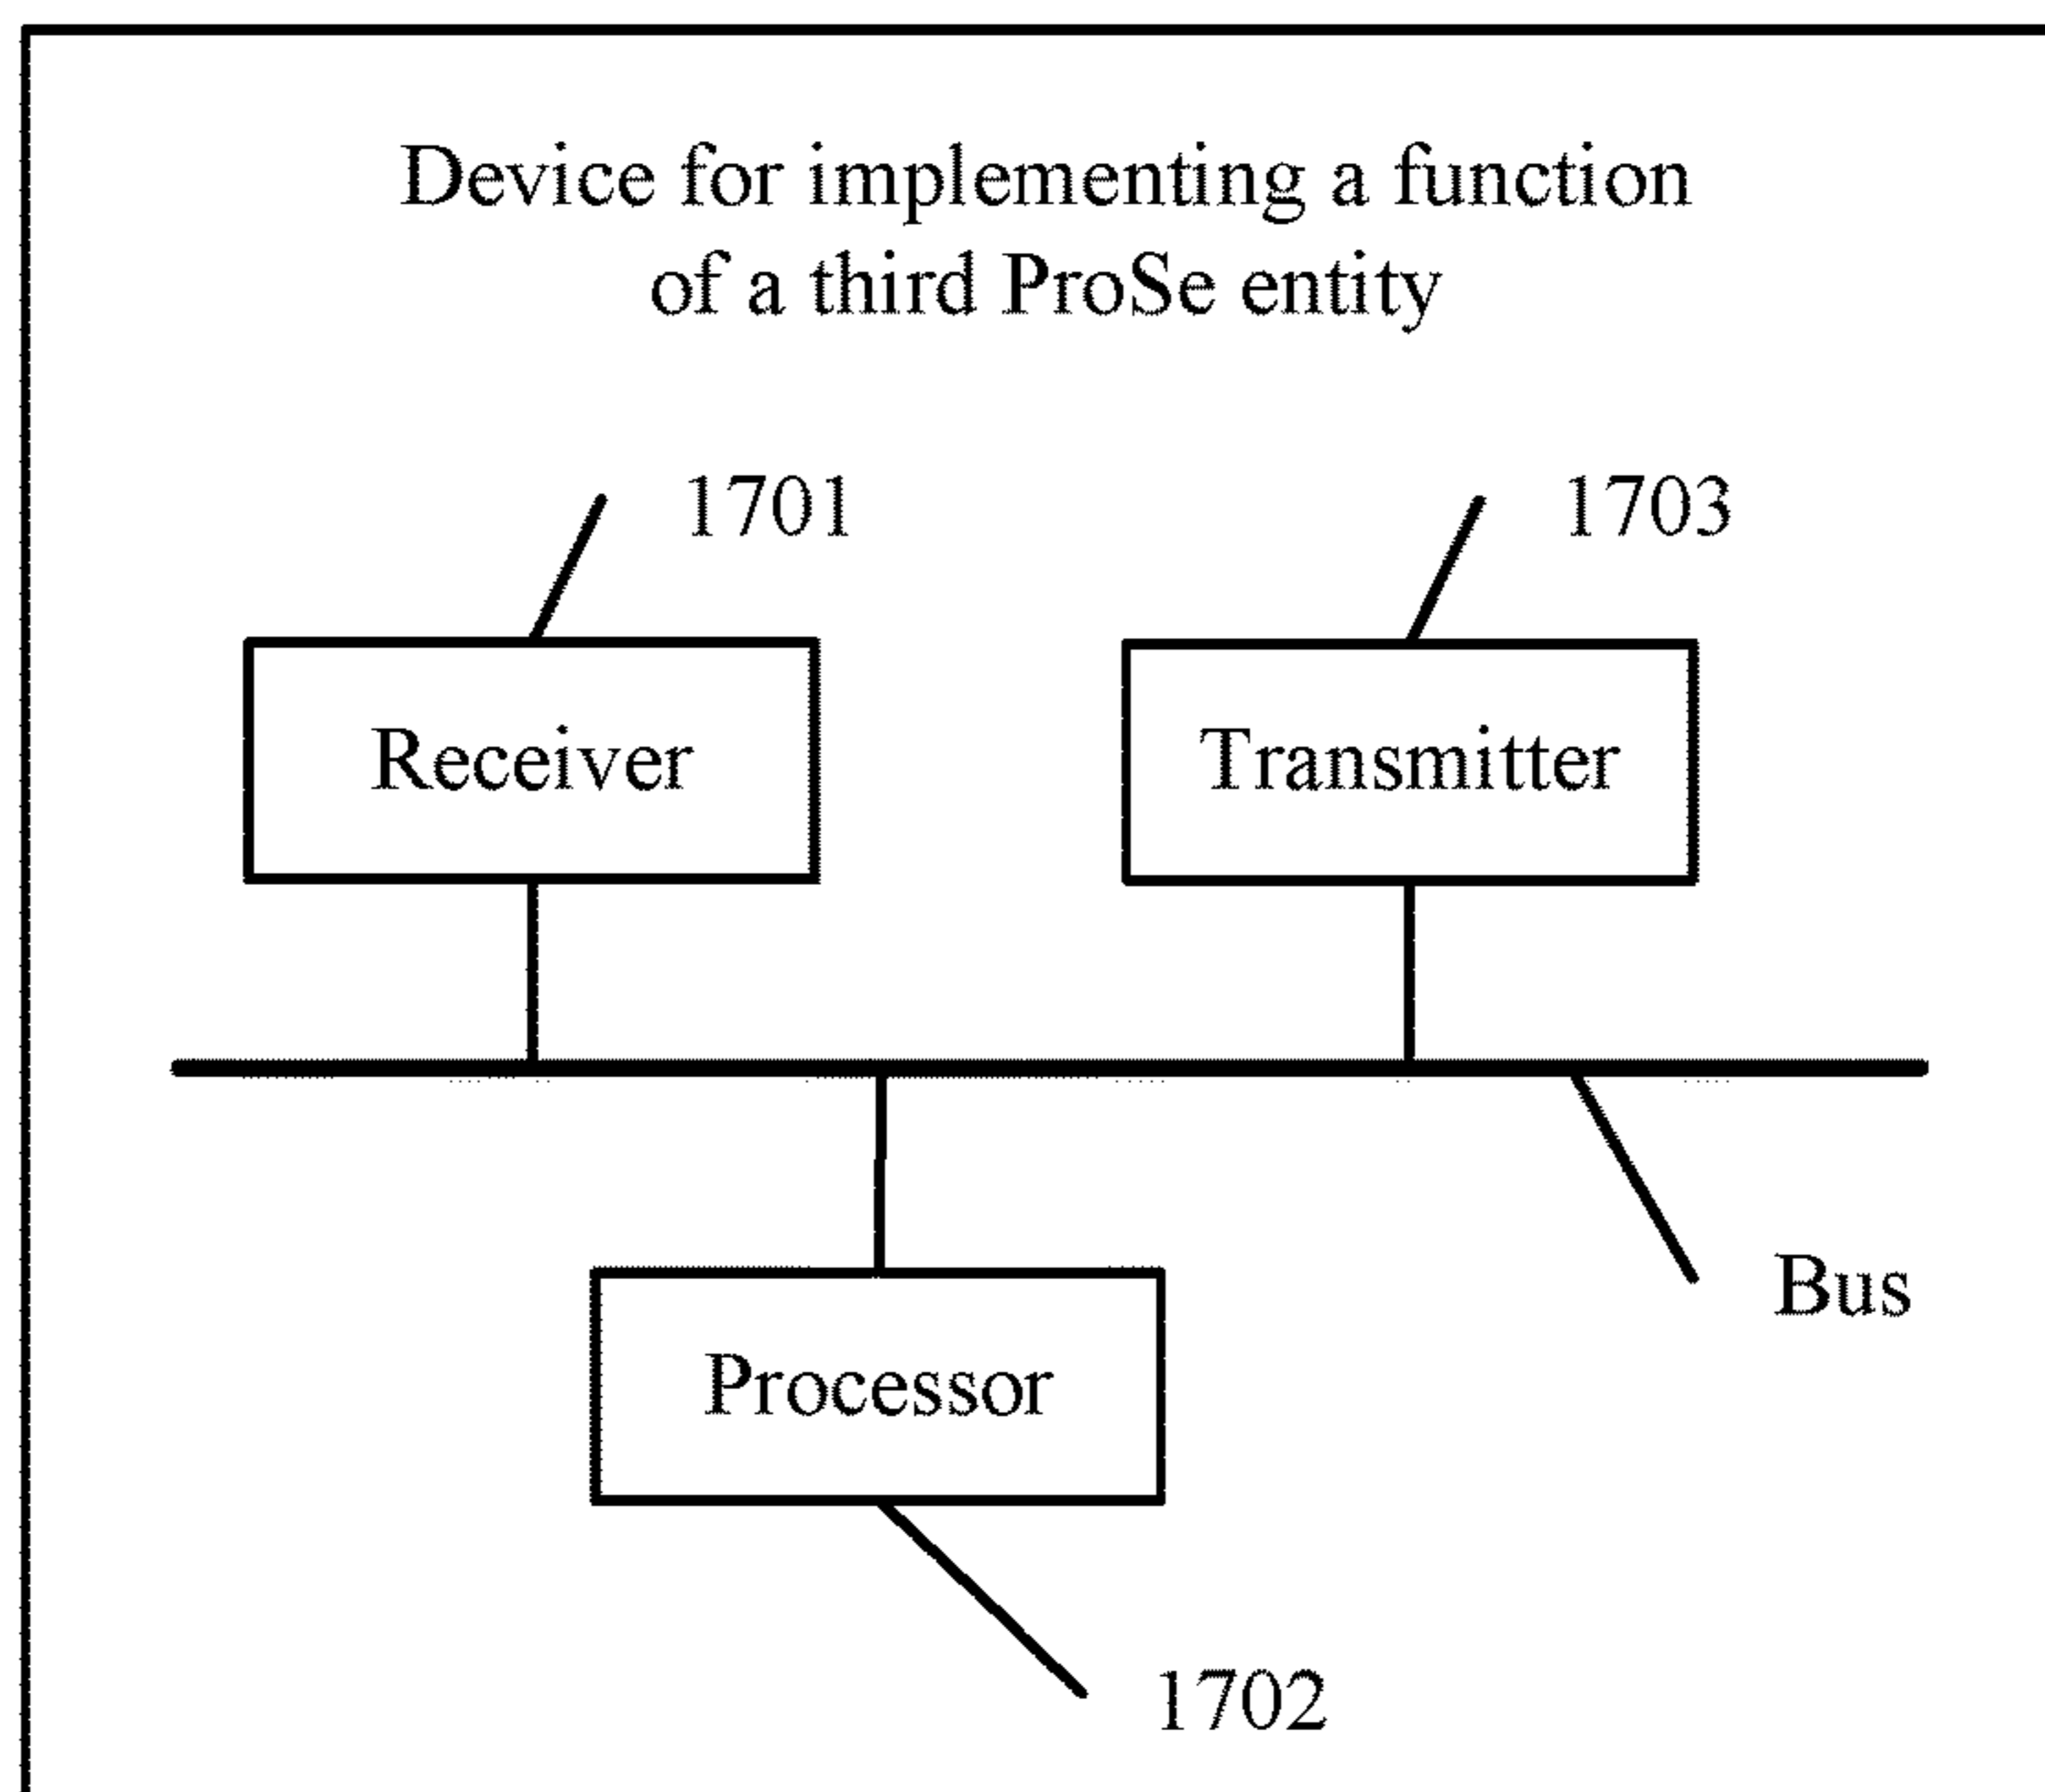 Device for implementing a function
of a third ProSe entity
1701
1703
Receiver
Transmitter
Bus
Processor
1702